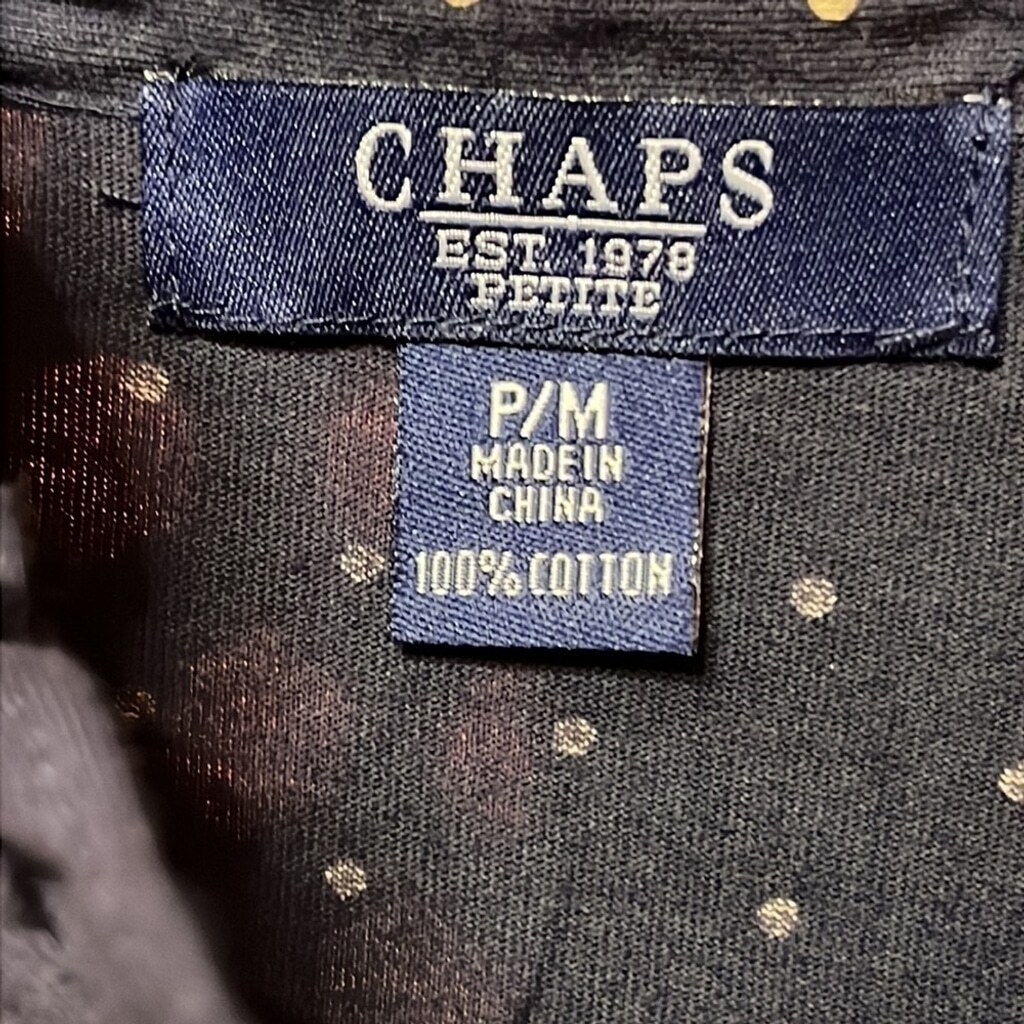 CHAPS
EST. 1978
PETITE
P/M
MADE IN
CHINA
100% COTTON